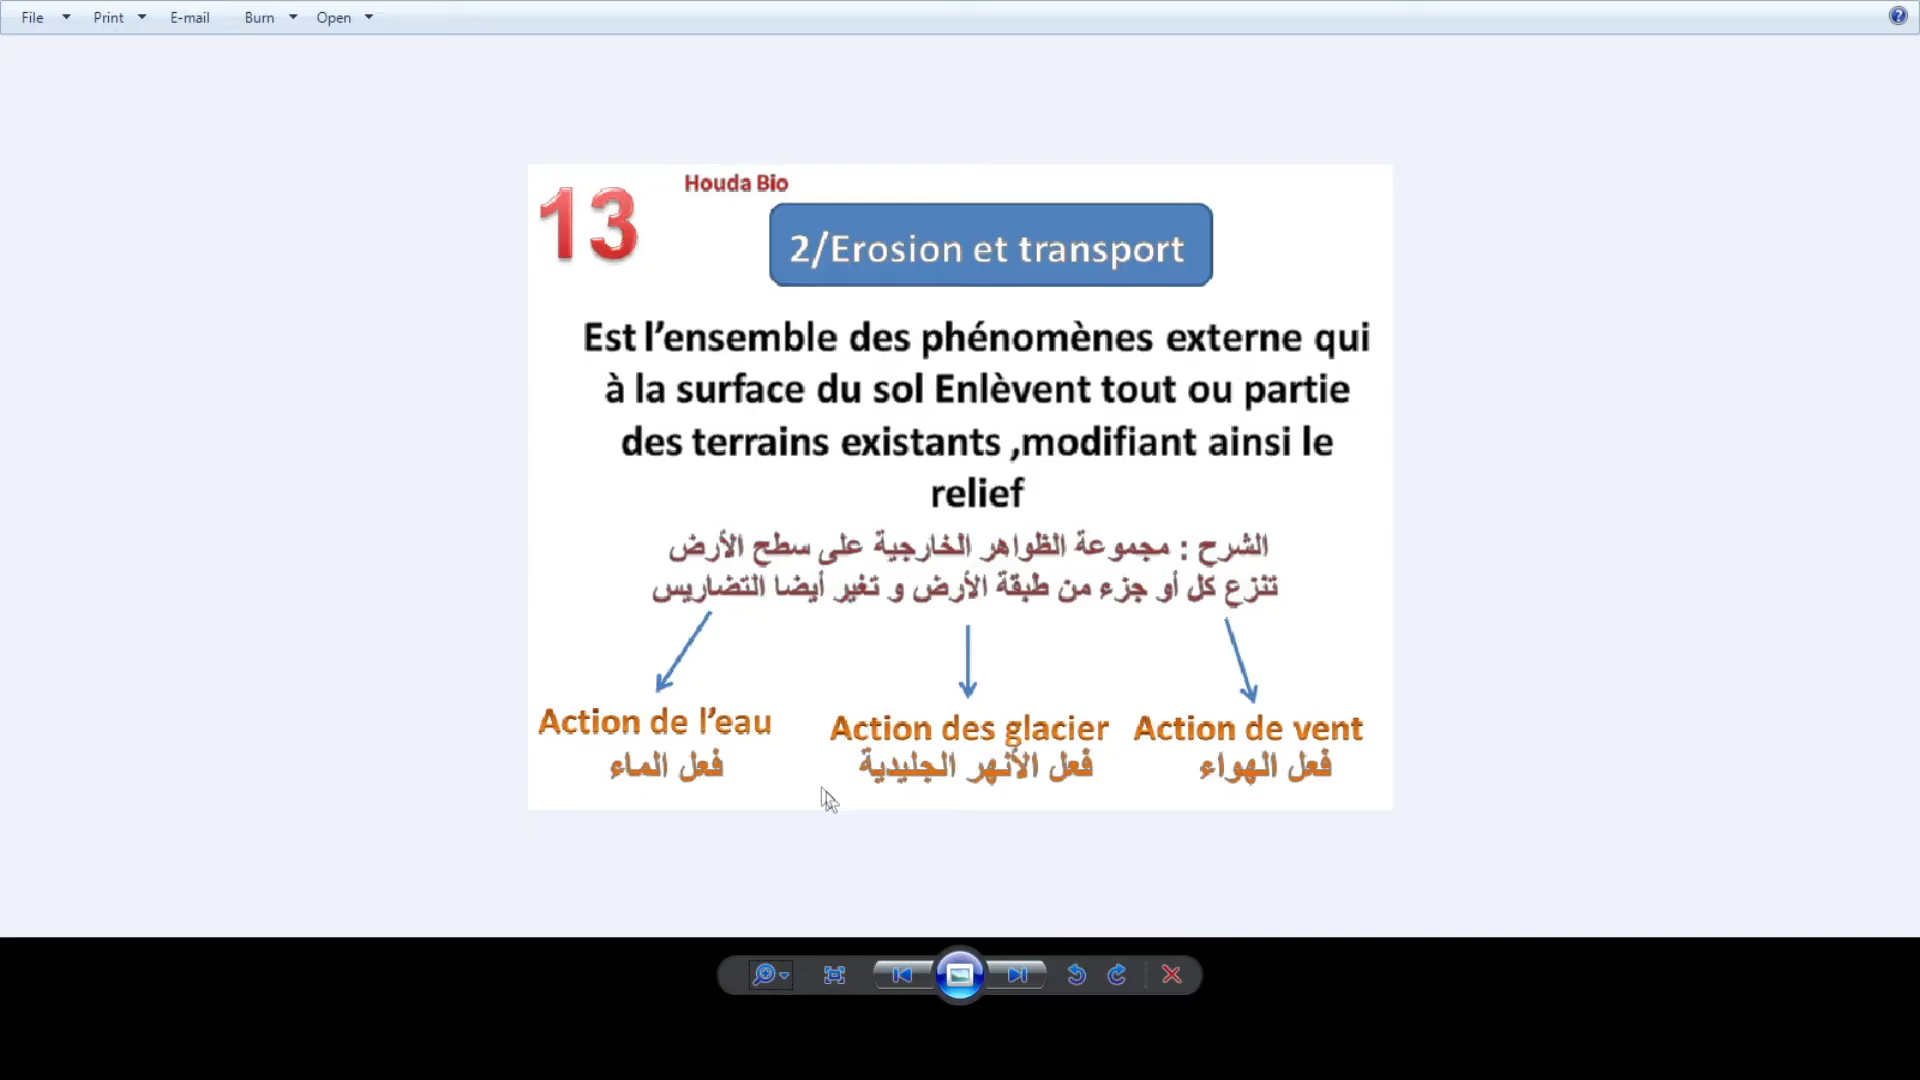 File Print E-mail Burn Open
Houda Bio
13
2/Erosion et transport
Est l’ensemble des phénomènes externe qui
à la surface du sol Enlèvent tout ou partie
des terrains existants ,modifiant ainsi le
relief
الشرح : مجموعة الظواهر الخارجية على سطح الأرض
تنزع كل أو جزء من طبقة الأرض و تغير أيضا التضاريس
Action de l’eau
فعل الماء
Action des glacier
فعل الأنهر الجليدية
Action de vent
فعل الهواء